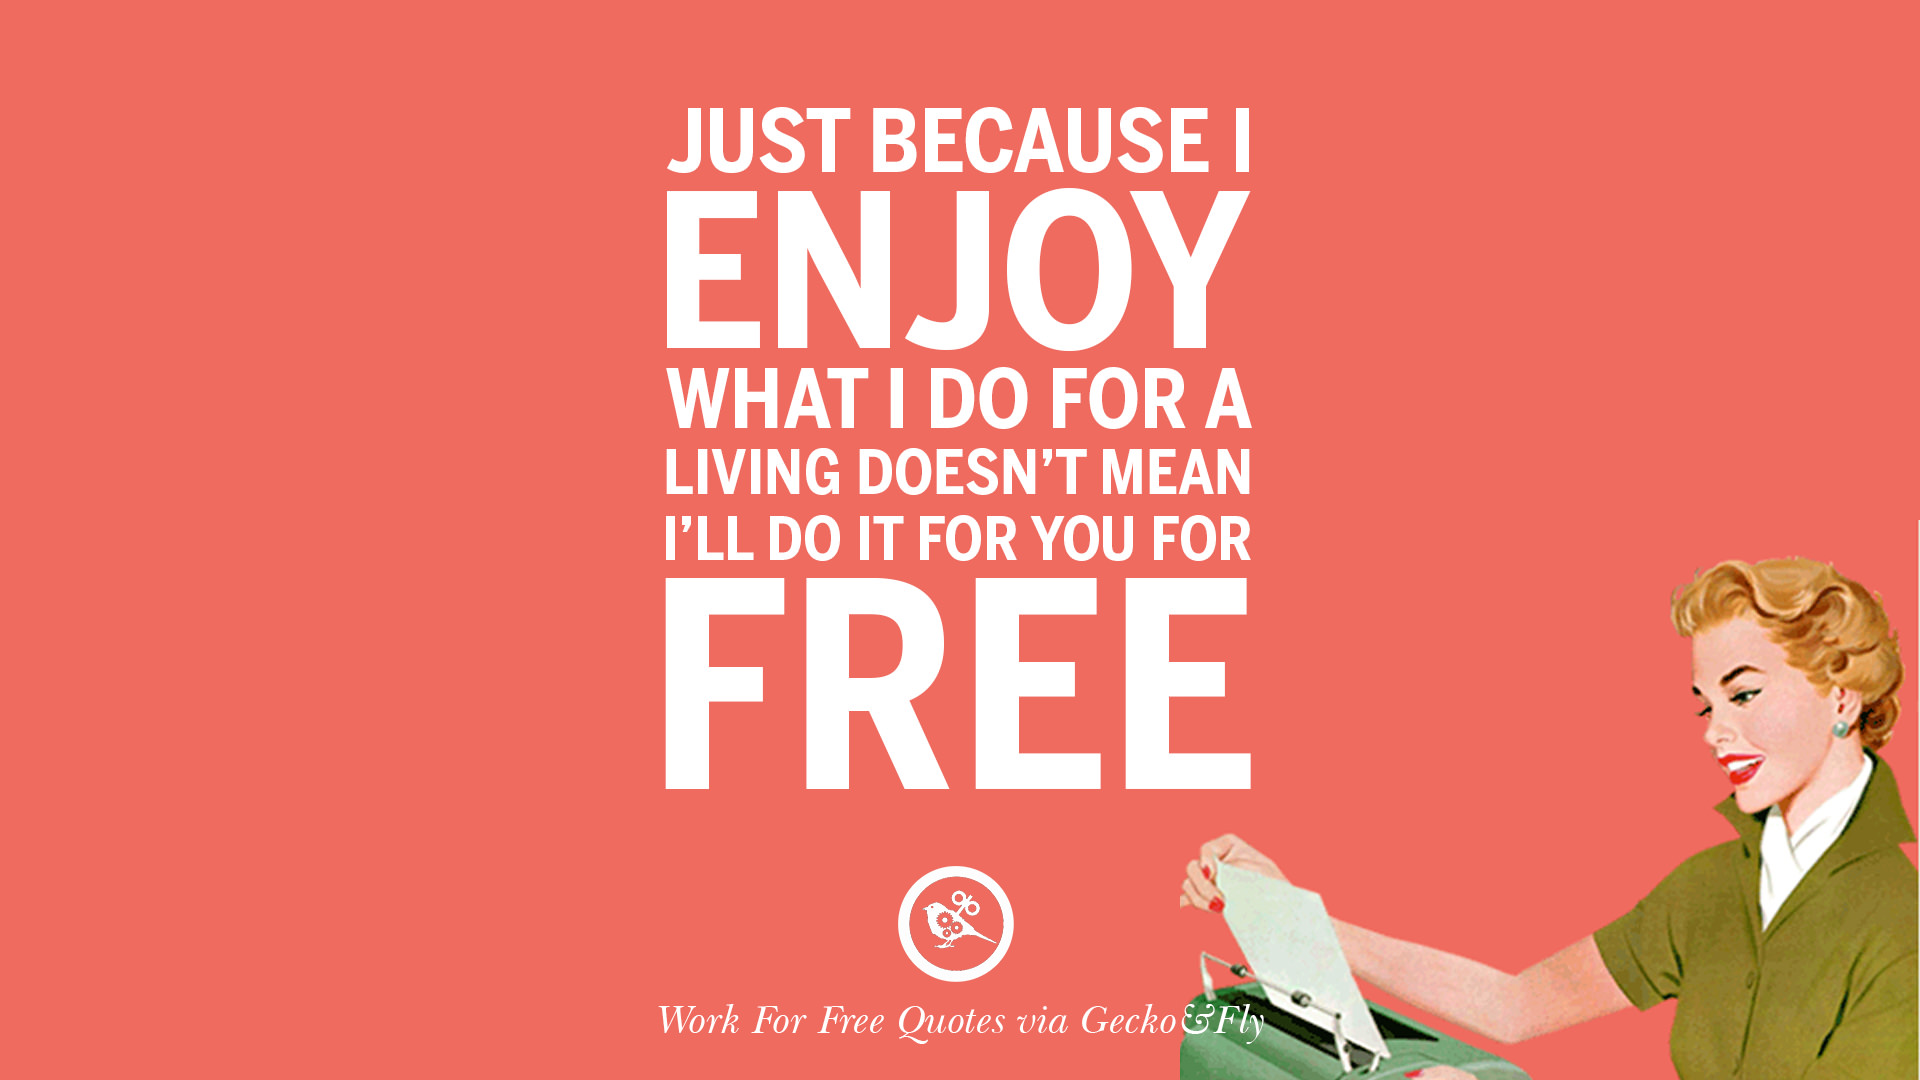 JUST BECAUSE I
ENJOY
WHAT I DO FOR A
LIVING DOESN’T MEAN
I’LL DO IT FOR YOU FOR
FREE
Work For Free Quotes via Gecko&Fly